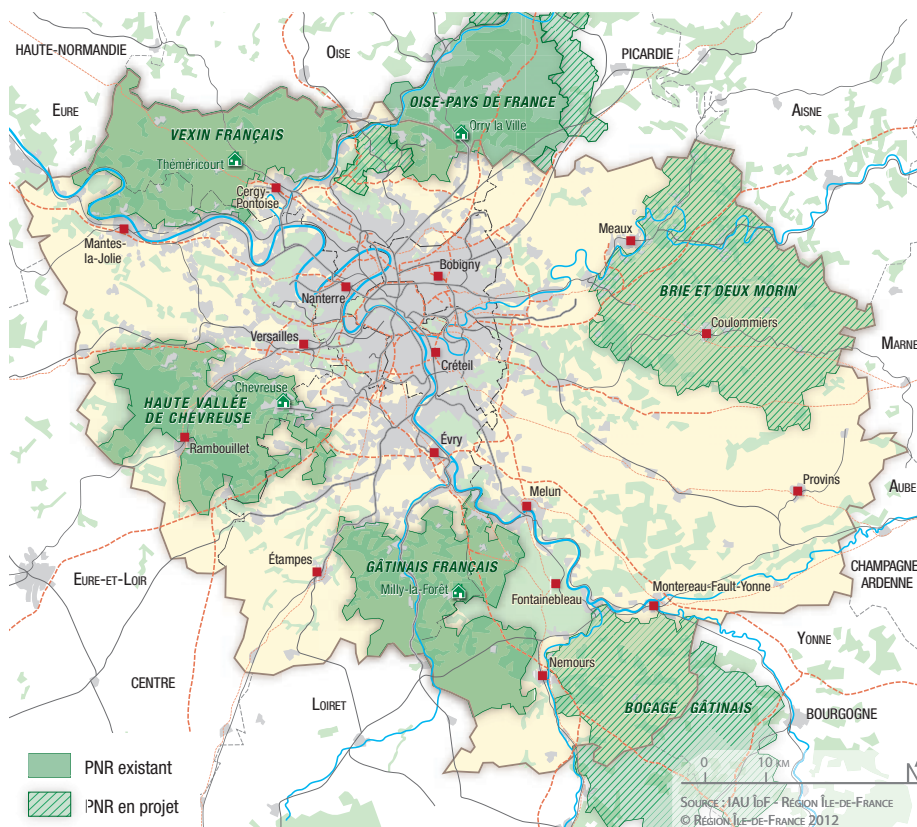 HAUTE-NORMANDIE
OISE
PICARDIE
EURE
AISNE
OISE-PAYS DE FRANCE
Orry la Ville
VEXIN FRANÇAIS
Théméricourt
Cergy-
Pontoise
Mantes-
la-Jolie
Meaux
Bobigny
Nanterre
BRIE ET DEUX MORIN
Coulommiers
Versailles
Créteil
MARNE
Chevreuse
HAUTE VALLÉE
DE CHEVREUSE
Rambouillet
Évry
Melun
Provins
AUBE
Étampes
GÂTINAIS FRANÇAIS
Milly-la-Forêt
Fontainebleau
Montereau-Fault-Yonne
CHAMPAGNE
ARDENNE
EURE-ET-LOIR
YONNE
CENTRE
Nemours
LOIRET
BOCAGE GÂTINAIS
BOURGOGNE
PNR existant
PNR en projet
0 10 KM
N
SOURCE : IAU ÎDF - RÉGION ÎLE-DE-FRANCE
© RÉGION ÎLE-DE-FRANCE 2012